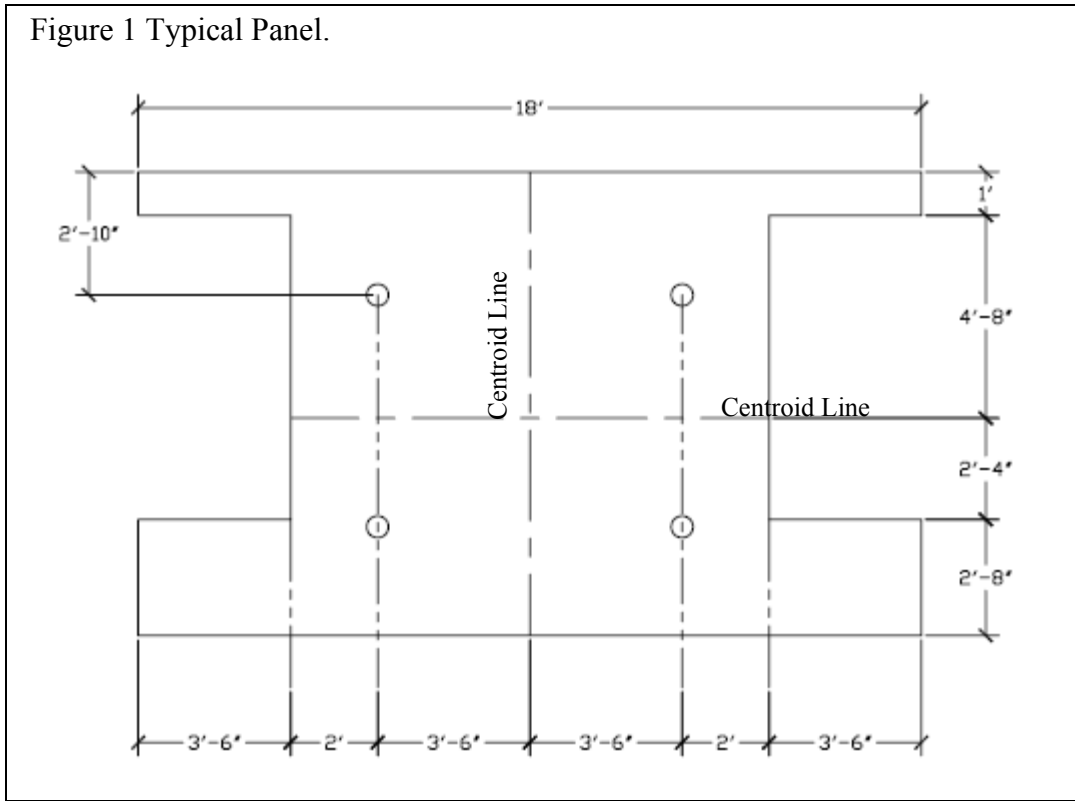 Figure 1 Typical Panel.
18'
1'
2'-10"
Centroid Line
4'-8"
Centroid Line
2'-4"
2'-8"
3'-6" 2' 3'-6" 3'-6" 2' 3'-6"